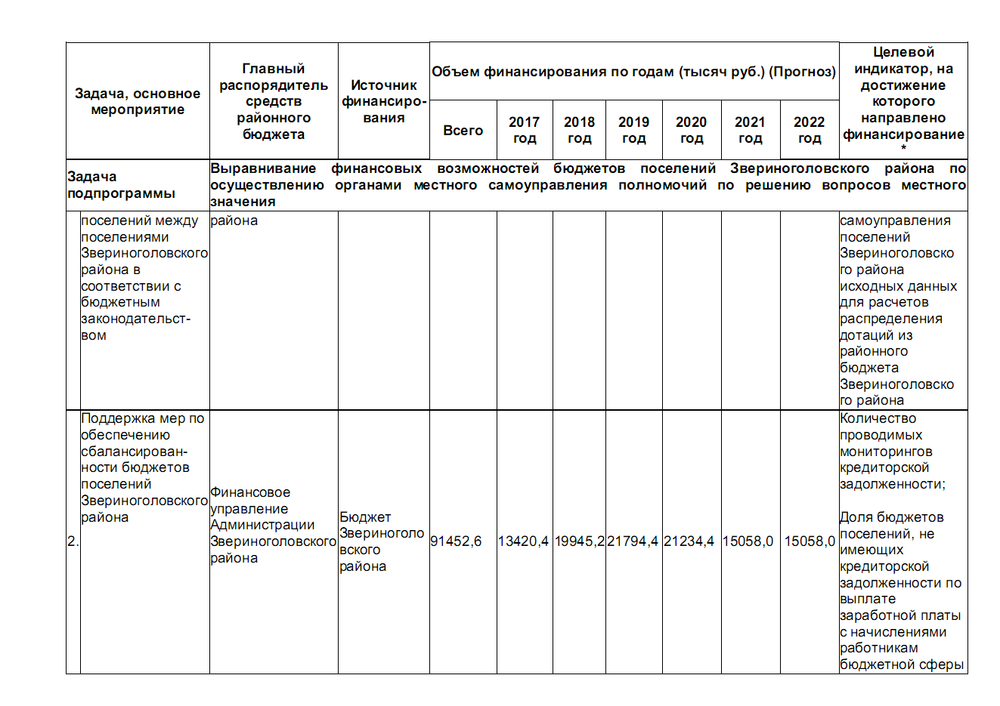 Задача, основное
мероприятие
Главный
распорядитель
средств
районного
бюджета
Источник
финансиро-
вания
Объем финансирования по годам (тысяч руб.) (Прогноз)
Всего
2017
год
2018
год
2019
год
2020
год
2021
год
2022
год
Целевой
индикатор, на
достижение
которого
направлено
финансирование
*
Задача
подпрограммы
Выравнивание финансовых возможностей бюджетов поселений Звериноголовского района по
осуществлению органами местного самоуправления полномочий по решению вопросов местного
значения
поселений между
поселениями
Звериноголовского
района в
соответствии с
бюджетным
законодательст-
вом
района
самоуправления
поселений
Звериноголовско
го района
исходных данных
для расчетов
распределения
дотаций из
районного
бюджета
Звериноголовско
го района
2.
Поддержка мер по
обеспечению
сбалансирован-
ности бюджетов
поселений
Звериноголовского
района
Финансовое
управление
Администрации
Звериноголовского
района
Бюджет
Звериноголо
вского
района
91452,6
13420,4
19945,2
21794,4
21234,4
15058,0
15058,0
Количество
проводимых
мониторингов
кредиторской
задолженности;
Доля бюджетов
поселений, не
имеющих
кредиторской
задолженности по
выплате
заработной платы
с начислениями
работникам
бюджетной сферы